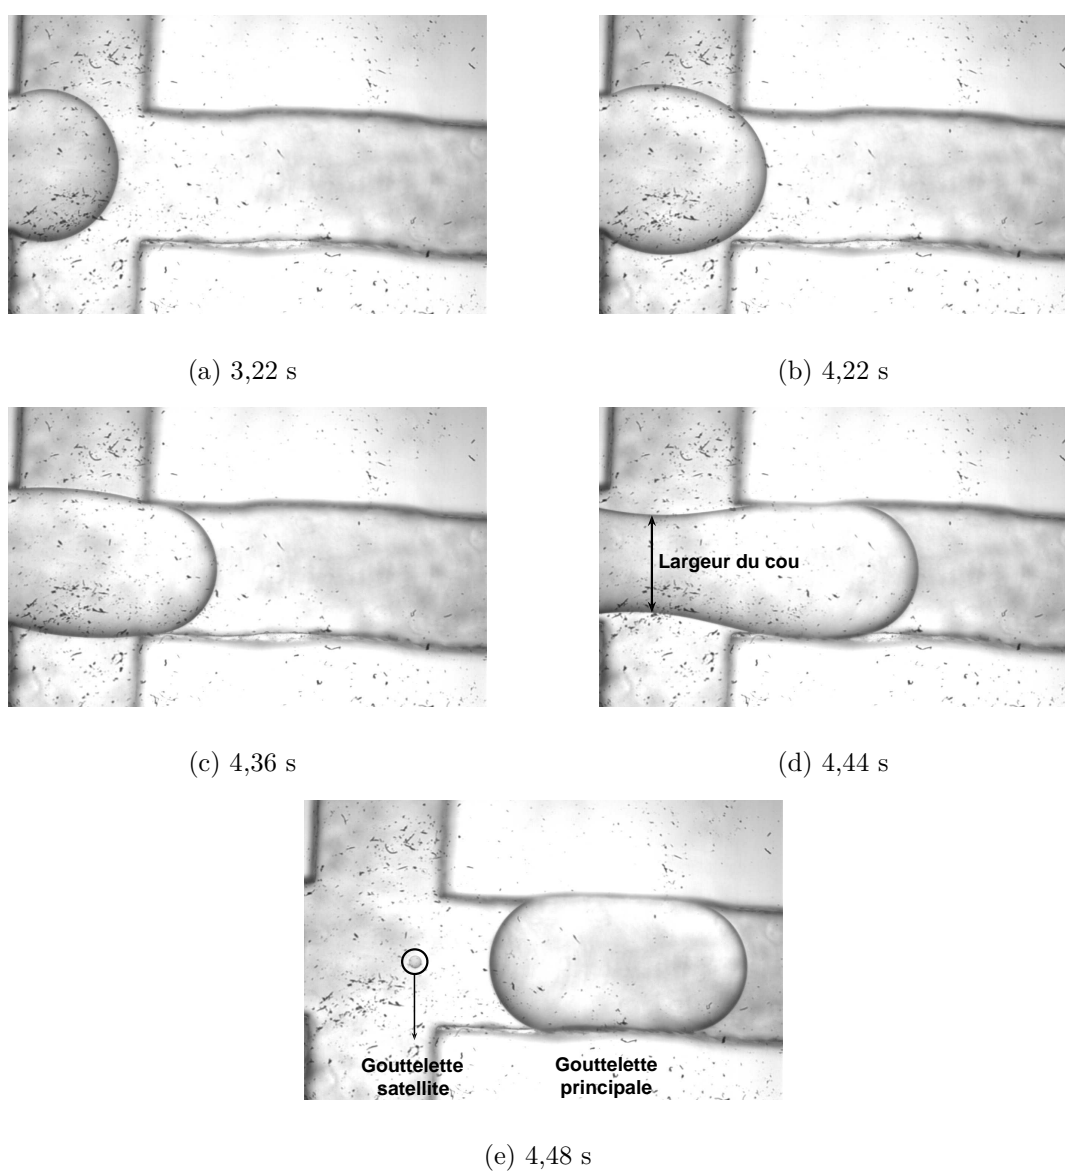 (a) 3,22 s
(b) 4,22 s
Largeur du cou
(c) 4,36 s
(d) 4,44 s
Gouttelette
satellite
Gouttelette
principale
(e) 4,48 s